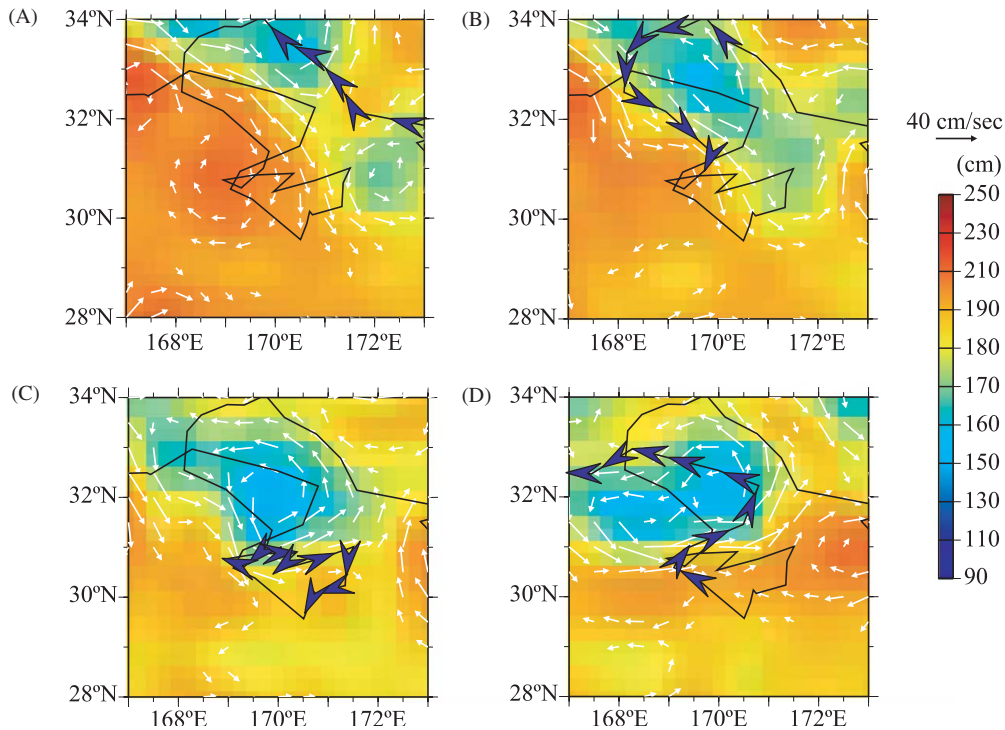 (A)
34ºN
32ºN
30ºN
28ºN
168ºE 170ºE 172ºE
(B)
34ºN
32ºN
30ºN
28ºN
168ºE 170ºE 172ºE
(C)
34ºN
32ºN
30ºN
28ºN
168ºE 170ºE 172ºE
(D)
34ºN
32ºN
30ºN
28ºN
168ºE 170ºE 172ºE
40 cm/sec
(cm)
250
230
210
190
180
170
160
150
130
110
90